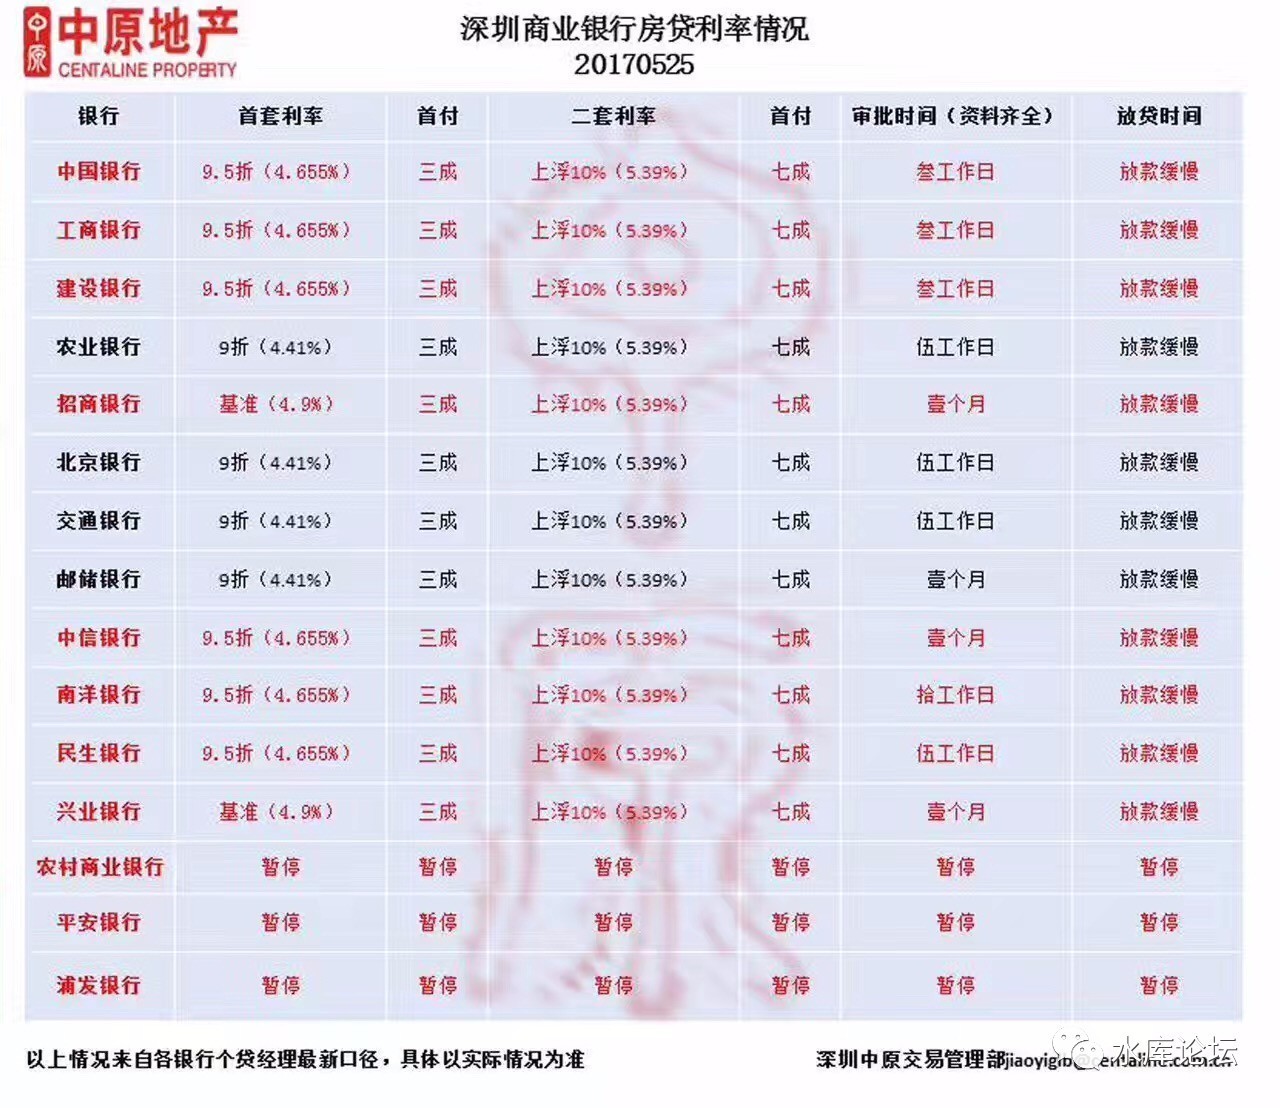 中原 中原地产
CENTALINE PROPERTY
深圳商业银行房贷利率情况
20170525
银行 首套利率 首付 二套利率 首付 审批时间（资料齐全） 放贷时间
中国银行 9.5折（4.655%） 三成 上浮10%（5.39%） 七成 叁工作日 放款缓慢
工商银行 9.5折（4.655%） 三成 上浮10%（5.39%） 七成 叁工作日 放款缓慢
建设银行 9.5折（4.655%） 三成 上浮10%（5.39%） 七成 叁工作日 放款缓慢
农业银行 9折（4.41%） 三成 上浮10%（5.39%） 七成 伍工作日 放款缓慢
招商银行 基准（4.9%） 三成 上浮10%（5.39%） 七成 壹个月 放款缓慢
北京银行 9折（4.41%） 三成 上浮10%（5.39%） 七成 伍工作日 放款缓慢
交通银行 9折（4.41%） 三成 上浮10%（5.39%） 七成 伍工作日 放款缓慢
邮储银行 9折（4.41%） 三成 上浮10%（5.39%） 七成 壹个月 放款缓慢
中信银行 9.5折（4.655%） 三成 上浮10%（5.39%） 七成 壹个月 放款缓慢
南洋银行 9.5折（4.655%） 三成 上浮10%（5.39%） 七成 拾工作日 放款缓慢
民生银行 9.5折（4.655%） 三成 上浮10%（5.39%） 七成 伍工作日 放款缓慢
兴业银行 基准（4.9%） 三成 上浮10%（5.39%） 七成 壹个月 放款缓慢
农村商业银行 暂停 暂停 暂停 暂停 暂停 暂停
平安银行 暂停 暂停 暂停 暂停 暂停 暂停
浦发银行 暂停 暂停 暂停 暂停 暂停 暂停
以上情况来自各银行个贷经理最新口径，具体以实际情况为准
深圳中原交易管理部
水库论坛